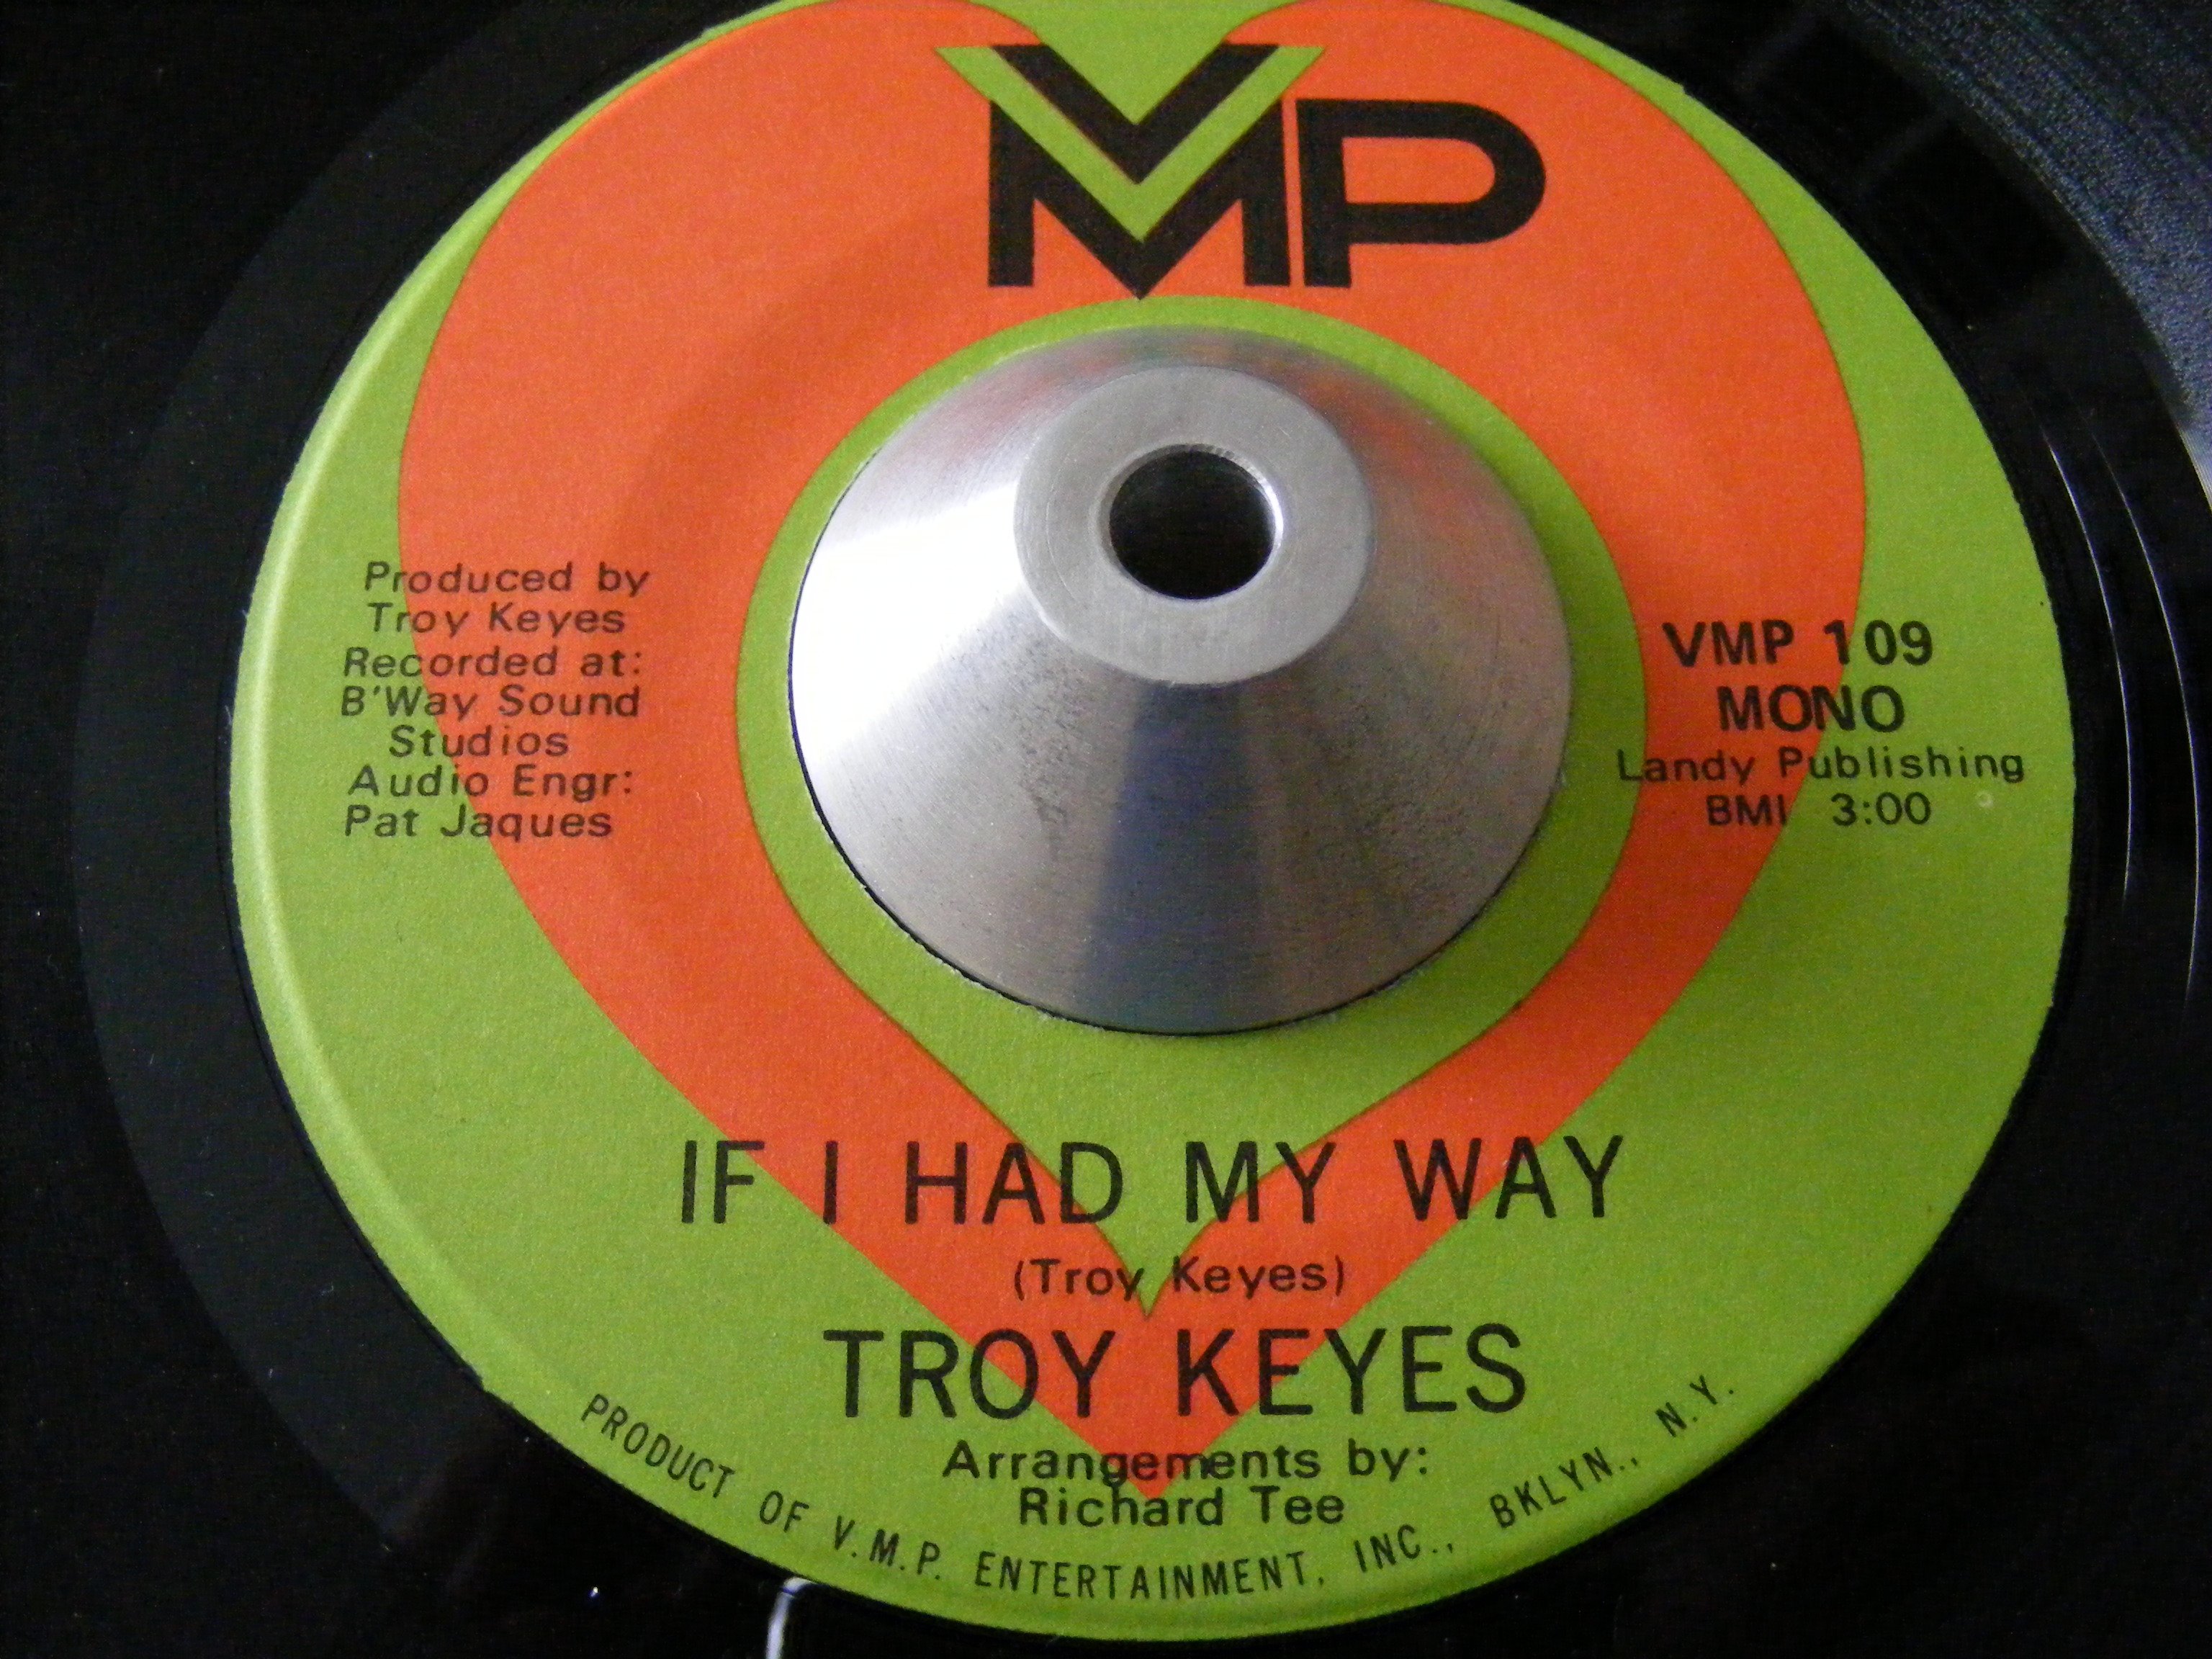 VMP
Produced by
Troy Keyes
Recorded at:
B'Way Sound
Studios
Audio Engr:
Pat Jaques
VMP 109
MONO
Landy Publishing
BMI 3:00
IF I HAD MY WAY
(Troy Keyes)
TROY KEYES
Arrangements by:
Richard Tee
PRODUCT OF V.M.P. ENTERTAINMENT, INC., BKLYN., N.Y.